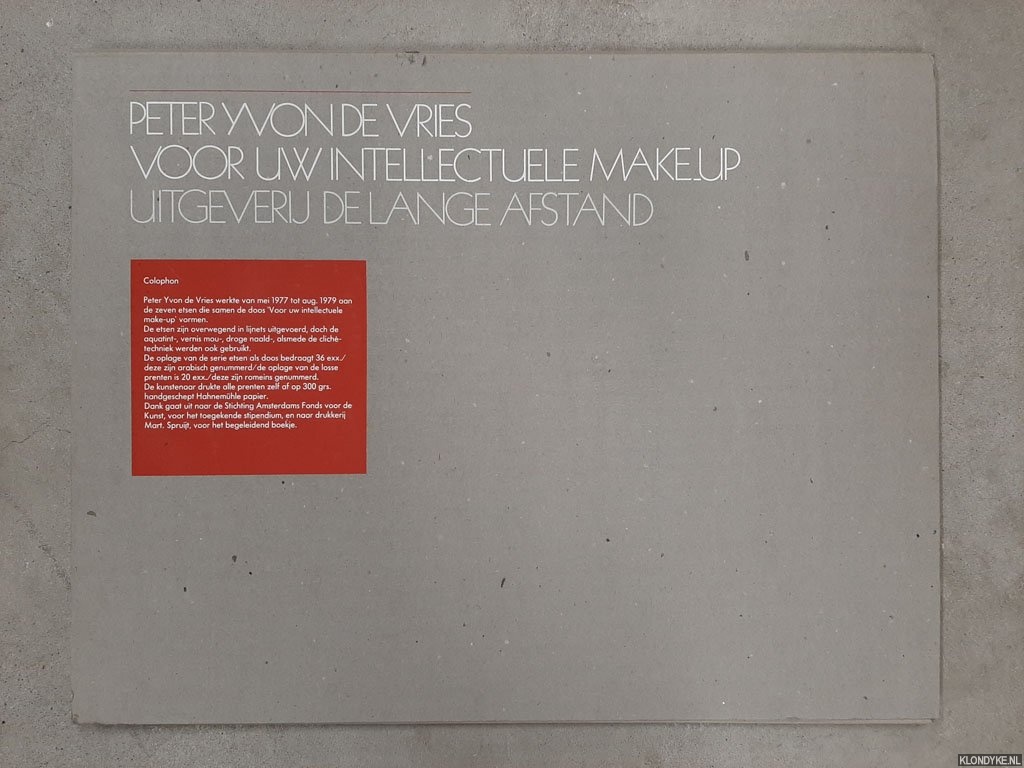 PETER YVON DE VRIES
VOOR UW INTELLECTUELE MAKE-UP
UITGEVERIJ DE LANGE AFSTAND
Colophon
Peter Yvon de Vries werkte van mei 1977 tot aug. 1979 aan
de zeven etsen die samen de doos 'Voor uw intellectuele
make-up' vormen.
De etsen zijn overwegend in lijnets uitgevoerd, doch de
aquatint-, vernis mou-, droge naald-, alsmede de cliché-
techniek werden ook gebruikt.
De oplage van de serie etsen als doos bedraagt 36 exx./
deze zijn arabisch genummerd/de oplage van de losse
prenten is 20 exx./deze zijn romeins genummerd.
De kunstenaar drukte alle prenten zelf af op 300 grs.
handgeschept Hahnemühle papier.
Dank gaat uit naar de Stichting Amsterdams Fonds voor de
Kunst, voor het toegekende stipendium, en naar drukkerij
Mart. Spruijt, voor het begeleidend boekje.
KLONDYKE.NL